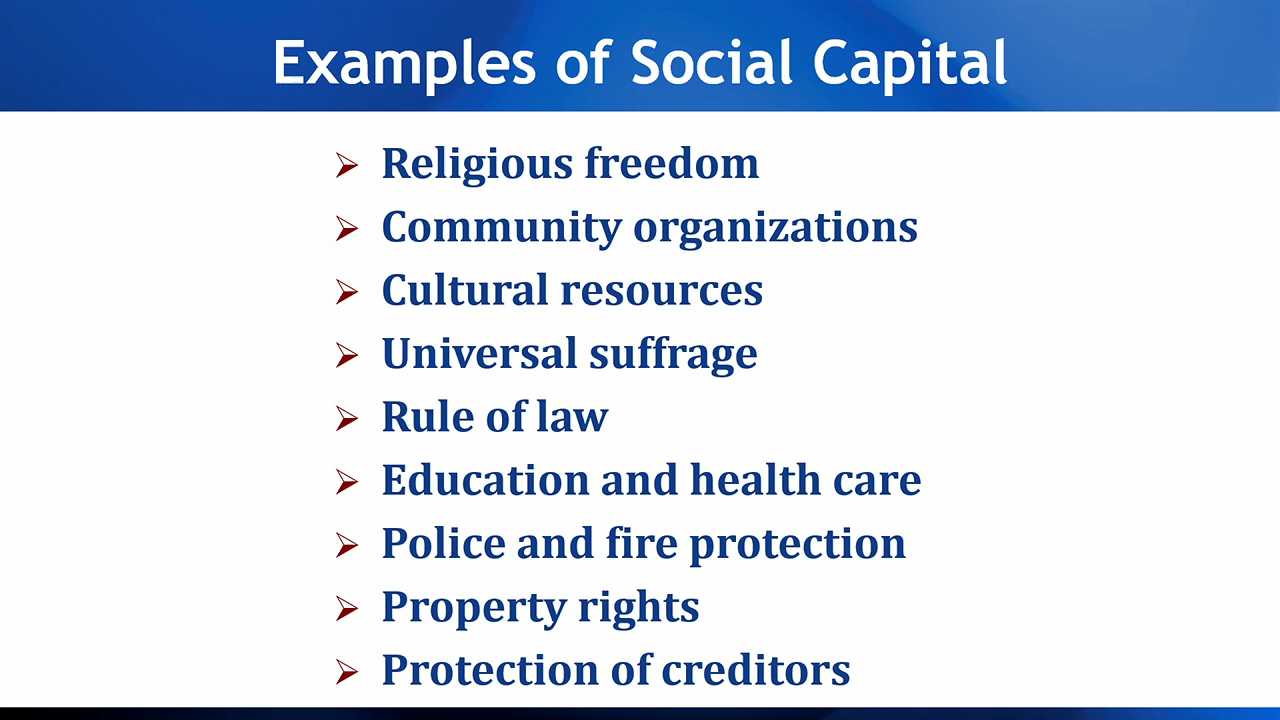 Examples of Social Capital
Religious freedom
Community organizations
Cultural resources
Universal suffrage
Rule of law
Education and health care
Police and fire protection
Property rights
Protection of creditors